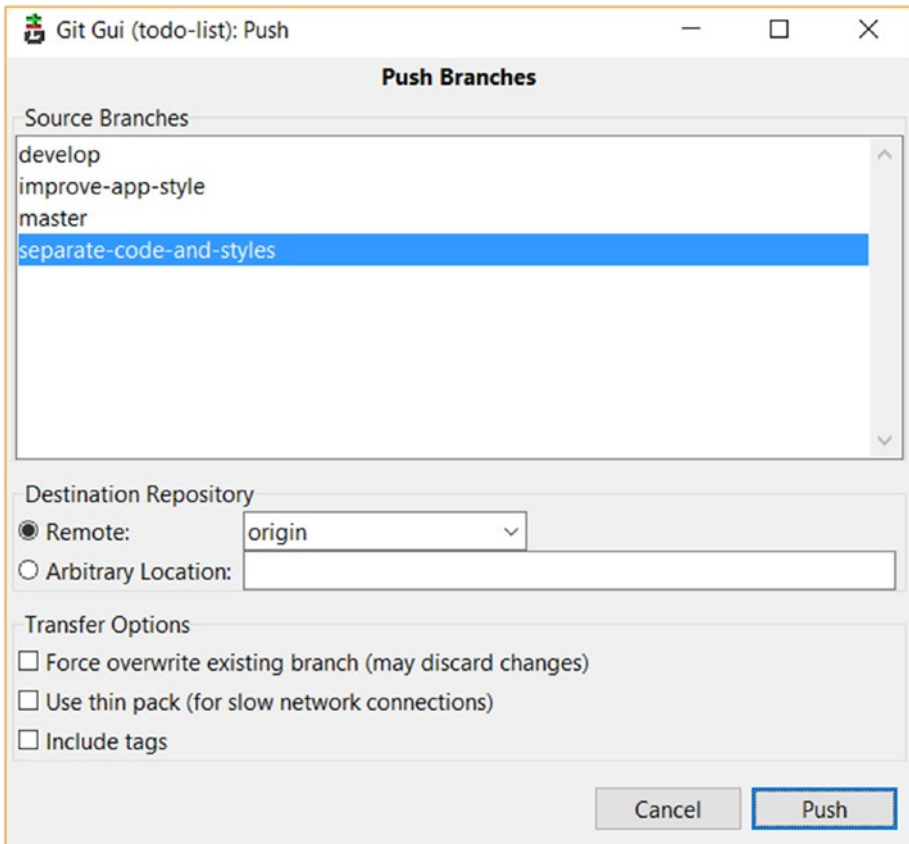 Git Gui (todo-list): Push
Push Branches
Source Branches
develop
improve-app-style
master
separate-code-and-styles
Destination Repository
Remote: origin
Arbitrary Location:
Transfer Options
Force overwrite existing branch (may discard changes)
Use thin pack (for slow network connections)
Include tags
Cancel Push